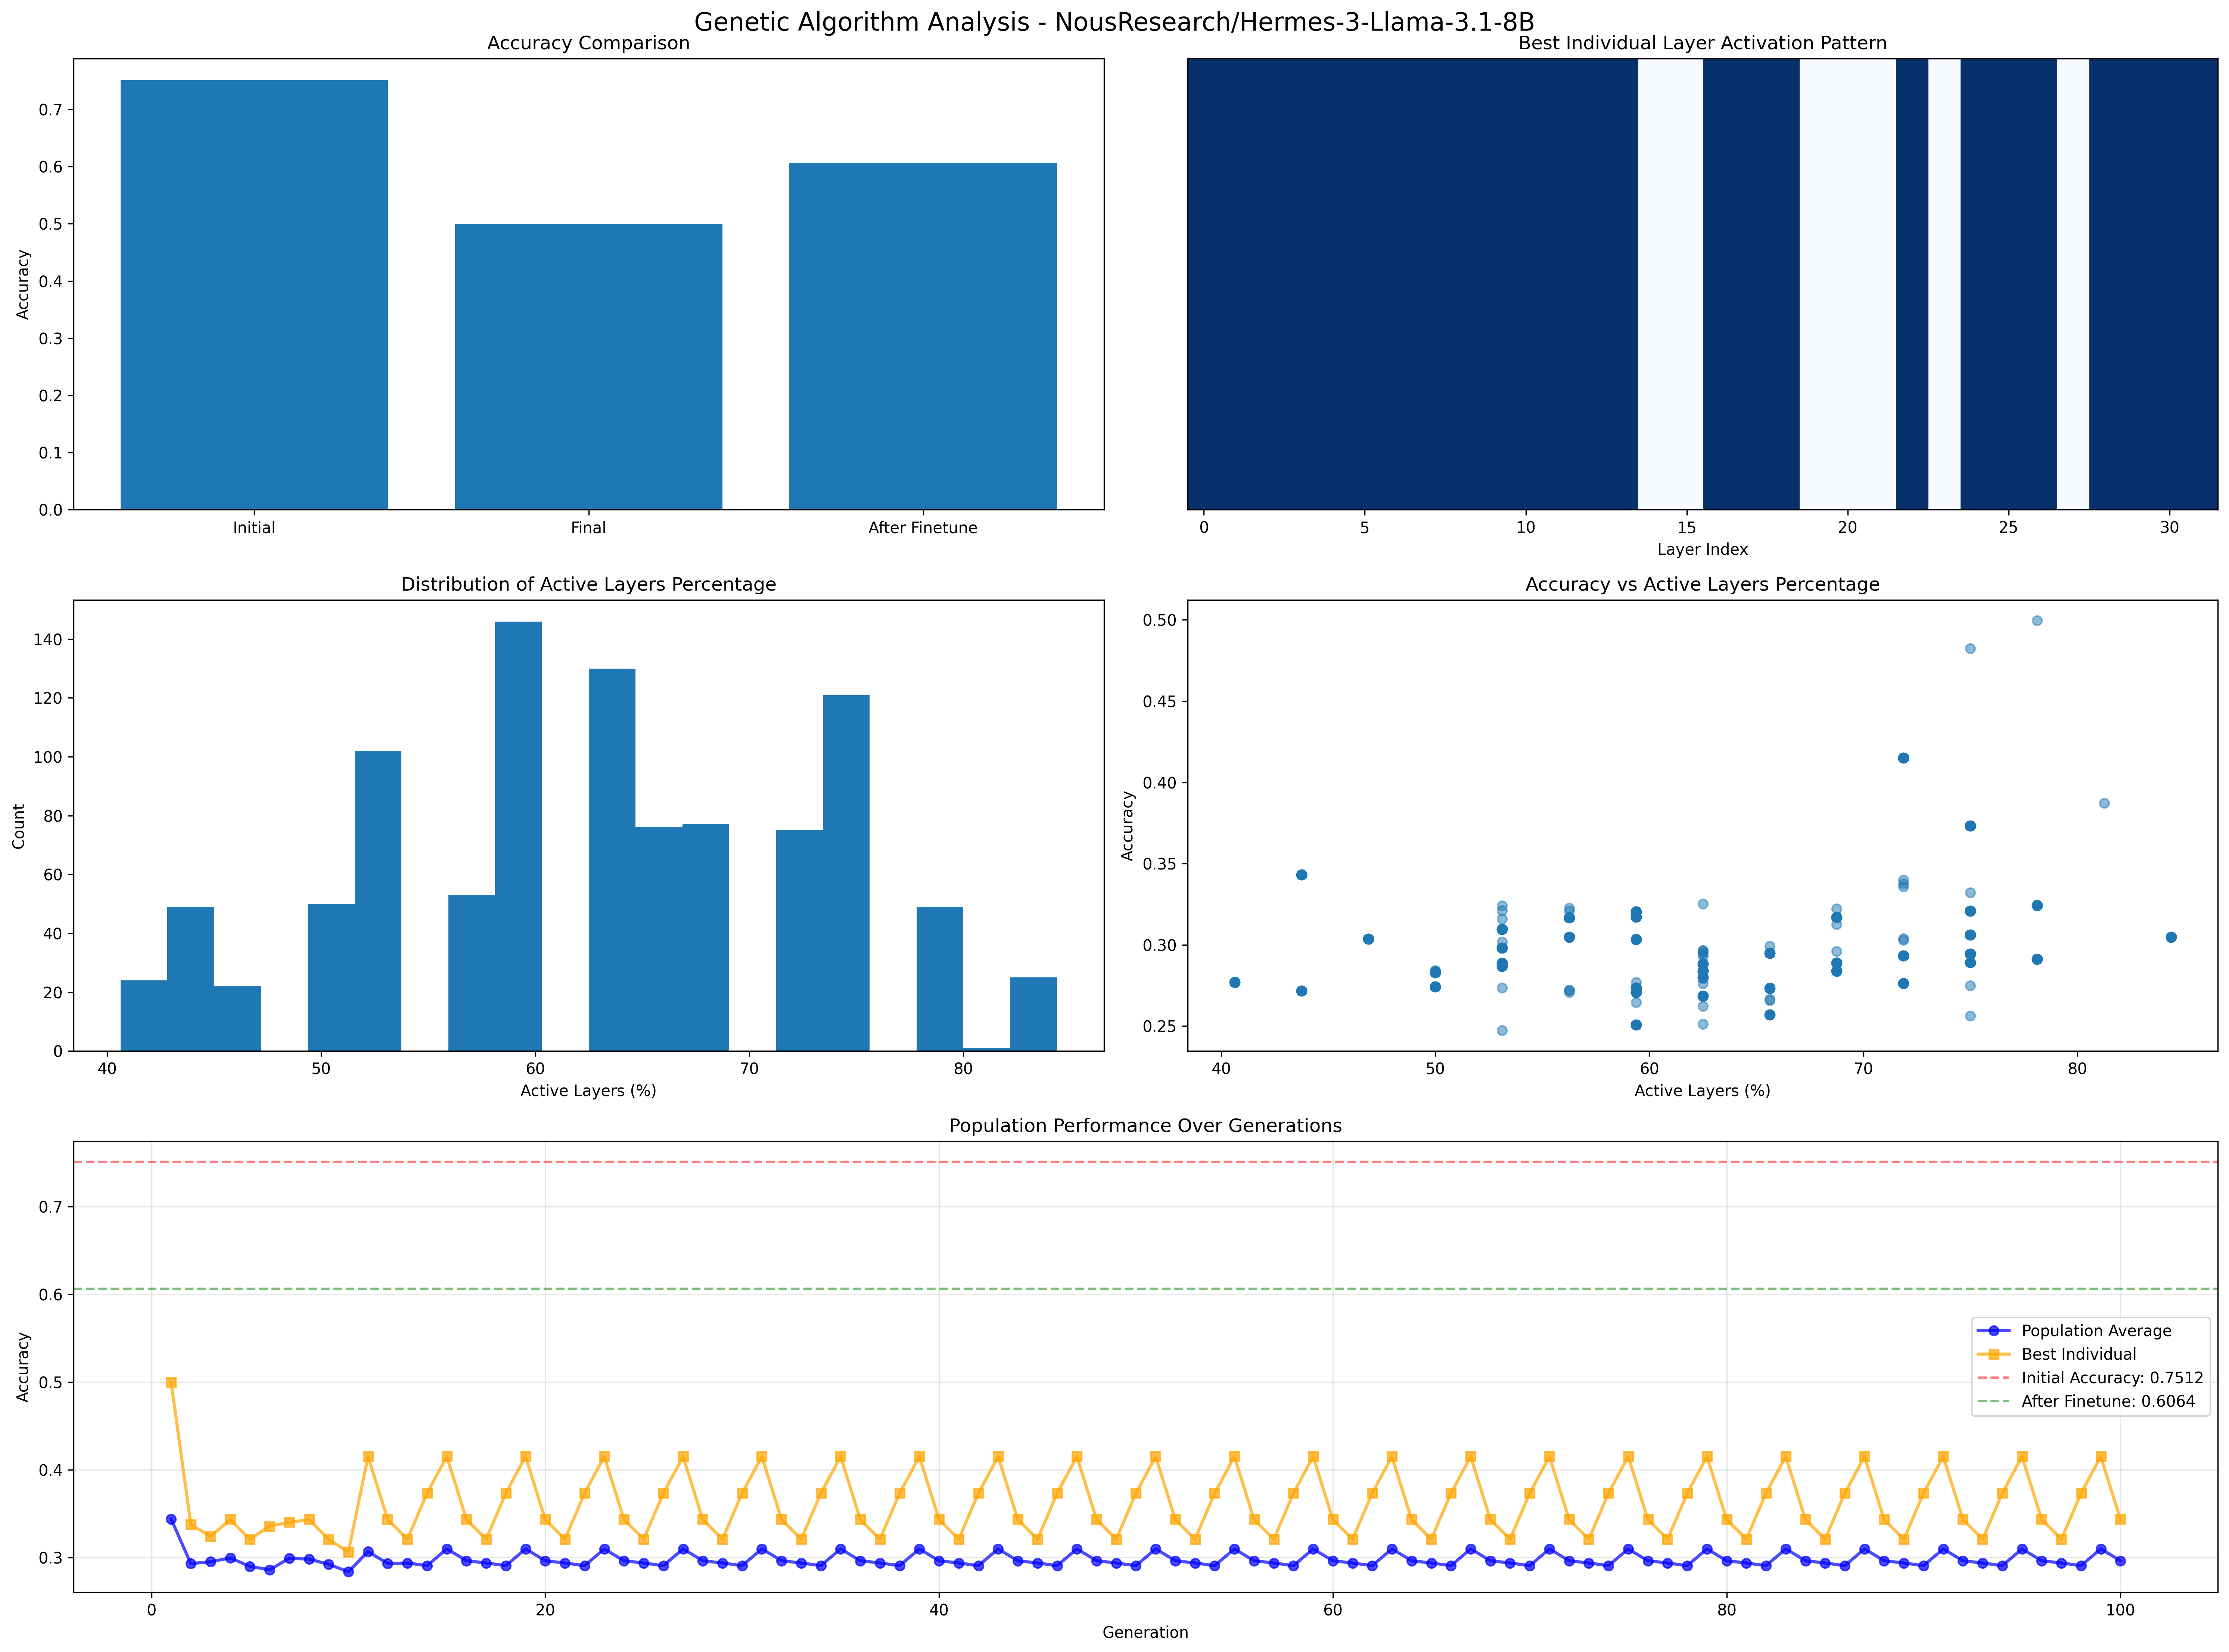 Genetic Algorithm Analysis - NousResearch/Hermes-3-Llama-3.1-8B
Accuracy Comparison
Accuracy
0.7
0.6
0.5
0.4
0.3
0.2
0.1
0.0
Initial
Final
After Finetune
Best Individual Layer Activation Pattern
0
5
10
15
20
25
30
Layer Index
Distribution of Active Layers Percentage
Count
140
120
100
80
60
40
20
0
40
50
60
70
80
Active Layers (%)
Accuracy vs Active Layers Percentage
Accuracy
0.50
0.45
0.40
0.35
0.30
0.25
40
50
60
70
80
Active Layers (%)
Population Performance Over Generations
Accuracy
0.7
0.6
0.5
0.4
0.3
Population Average
Best Individual
Initial Accuracy: 0.7512
After Finetune: 0.6064
0
20
40
60
80
100
Generation